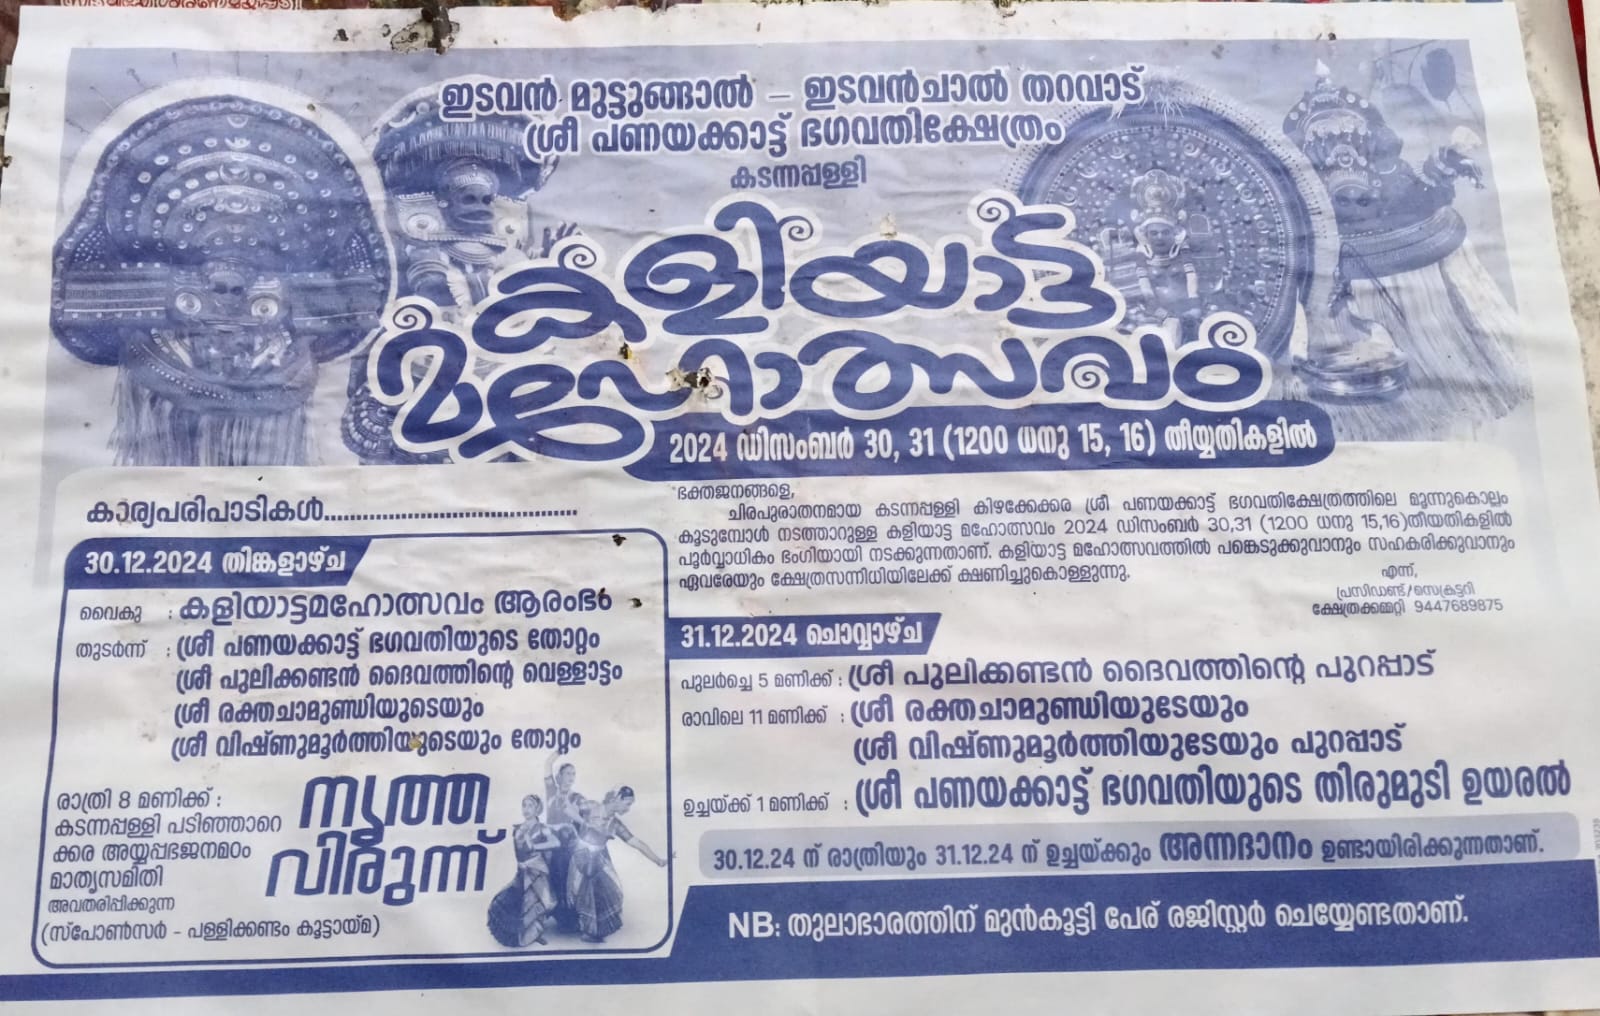 ഇടവൻ മുട്ടുങ്ങാൽ – ഇടവൻചാൽ തറവാട്
ശ്രീ പണയക്കാട്ട് ഭഗവതിക്ഷേത്രം
കടന്നപ്പള്ളി
കളിയാട്ട
മഹോത്സവം
2024 ഡിസംബർ 30, 31 (1200 ധനു 15, 16) തീയ്യതികളിൽ
ഭക്തജനങ്ങളെ,
ചിരപുരാതനമായ കടന്നപ്പള്ളി കിഴക്കേക്കര ശ്രീ പണയക്കാട്ട് ഭഗവതിക്ഷേത്രത്തിലെ മൂന്നുകൊല്ലം
കൂടുമ്പോൾ നടത്താറുള്ള കളിയാട്ട മഹോത്സവം 2024 ഡിസംബർ 30,31 (1200 ധനു 15,16)തീയതികളിൽ
പൂർവ്വാധികം ഭംഗിയായി നടക്കുന്നതാണ്. കളിയാട്ട മഹോത്സവത്തിൽ പങ്കെടുക്കുവാനും സഹകരിക്കുവാനും
ഏവരേയും ക്ഷേത്രസന്നിധിയിലേക്ക് ക്ഷണിച്ചുകൊള്ളുന്നു.
എന്ന്,
പ്രസിഡണ്ട്/സെക്രട്ടറി
ക്ഷേത്രക്കമ്മറ്റി 9447689875
കാര്യപരിപാടികൾ.......................................
30.12.2024 തിങ്കളാഴ്ച
വൈകു : കളിയാട്ടമഹോത്സവം ആരംഭം
തുടർന്ന് : ശ്രീ പണയക്കാട്ട് ഭഗവതിയുടെ തോറ്റം
ശ്രീ പുലിക്കണ്ടൻ ദൈവത്തിന്റെ വെള്ളാട്ടം
ശ്രീ രക്തചാമുണ്ഡിയുടെയും
ശ്രീ വിഷ്ണുമൂർത്തിയുടെയും തോറ്റം
രാത്രി 8 മണിക്ക് :
കടന്നപ്പള്ളി പടിഞ്ഞാറെ
ക്കര അയ്യപ്പഭജനമഠം
മാതൃസമിതി
അവതരിപ്പിക്കുന്ന
നൃത്ത
വിരുന്ന്
(സ്പോൺസർ – പള്ളിക്കണ്ടം കൂട്ടായ്മ)
31.12.2024 ചൊവ്വാഴ്ച
പുലർച്ചെ 5 മണിക്ക് : ശ്രീ പുലിക്കണ്ടൻ ദൈവത്തിന്റെ പുറപ്പാട്
രാവിലെ 11 മണിക്ക് : ശ്രീ രക്തചാമുണ്ഡിയുടേയും
ശ്രീ വിഷ്ണുമൂർത്തിയുടേയും പുറപ്പാട്
ഉച്ചയ്ക്ക് 1 മണിക്ക് : ശ്രീ പണയക്കാട്ട് ഭഗവതിയുടെ തിരുമുടി ഉയരൽ
30.12.24 ന് രാത്രിയും 31.12.24 ന് ഉച്ചയ്ക്കും അന്നദാനം ഉണ്ടായിരിക്കുന്നതാണ്.
NB: തുലാഭാരത്തിന് മുൻകൂട്ടി പേര് രജിസ്റ്റർ ചെയ്യേണ്ടതാണ്.